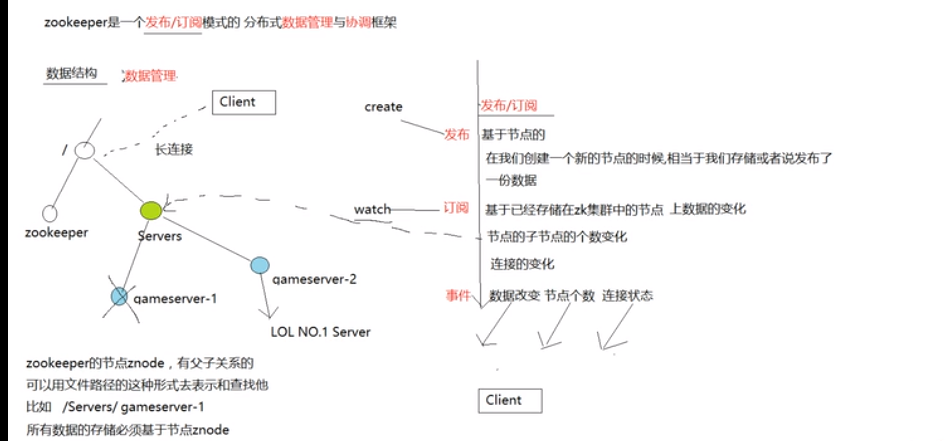 zookeeper是一个发布/订阅模式的 分布式数据管理与协调框架
数据结构
数据管理
Client
/
长连接
zookeeper
Servers
gameserver-1
gameserver-2
LOL NO.1 Server
zookeeper的节点znode，有父子关系的
可以用文件路径的这种形式去表示和查找他
比如 /Servers/ gameserver-1
所有数据的存储必须基于节点znode
create
发布/订阅
发布 基于节点的
在我们创建一个新的节点的时候,相当于我们存储或者说发布了
一份数据
watch
订阅 基于已经存储在zk集群中的节点 上数据的变化
节点的子节点的个数变化
连接的变化
事件 数据改变 节点个数 连接状态
Client